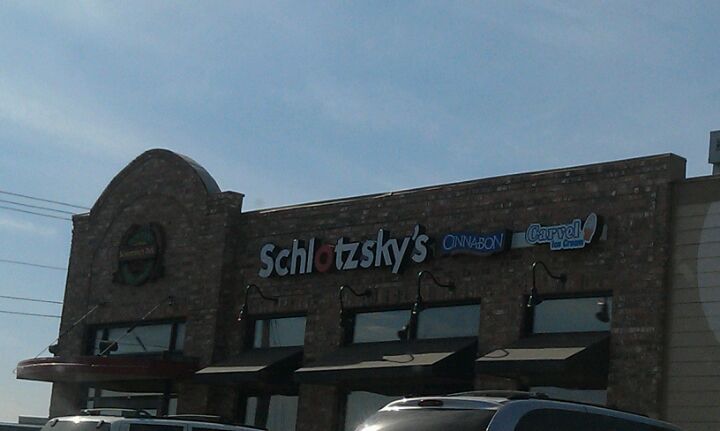 Schlotzsky's
CINNABON
Carvel
Ice Cream